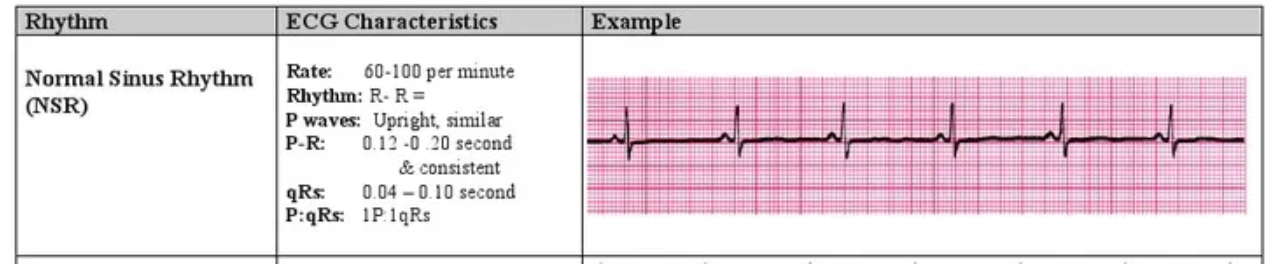 Rhythm
ECG Characteristics
Example
Normal Sinus Rhythm
(NSR)
Rate: 60-100 per minute
Rhythm: R- R =
P waves: Upright, similar
P-R: 0.12 -0 .20 second
& consistent
qRs: 0.04 – 0.10 second
P:qRs: 1P:1qRs